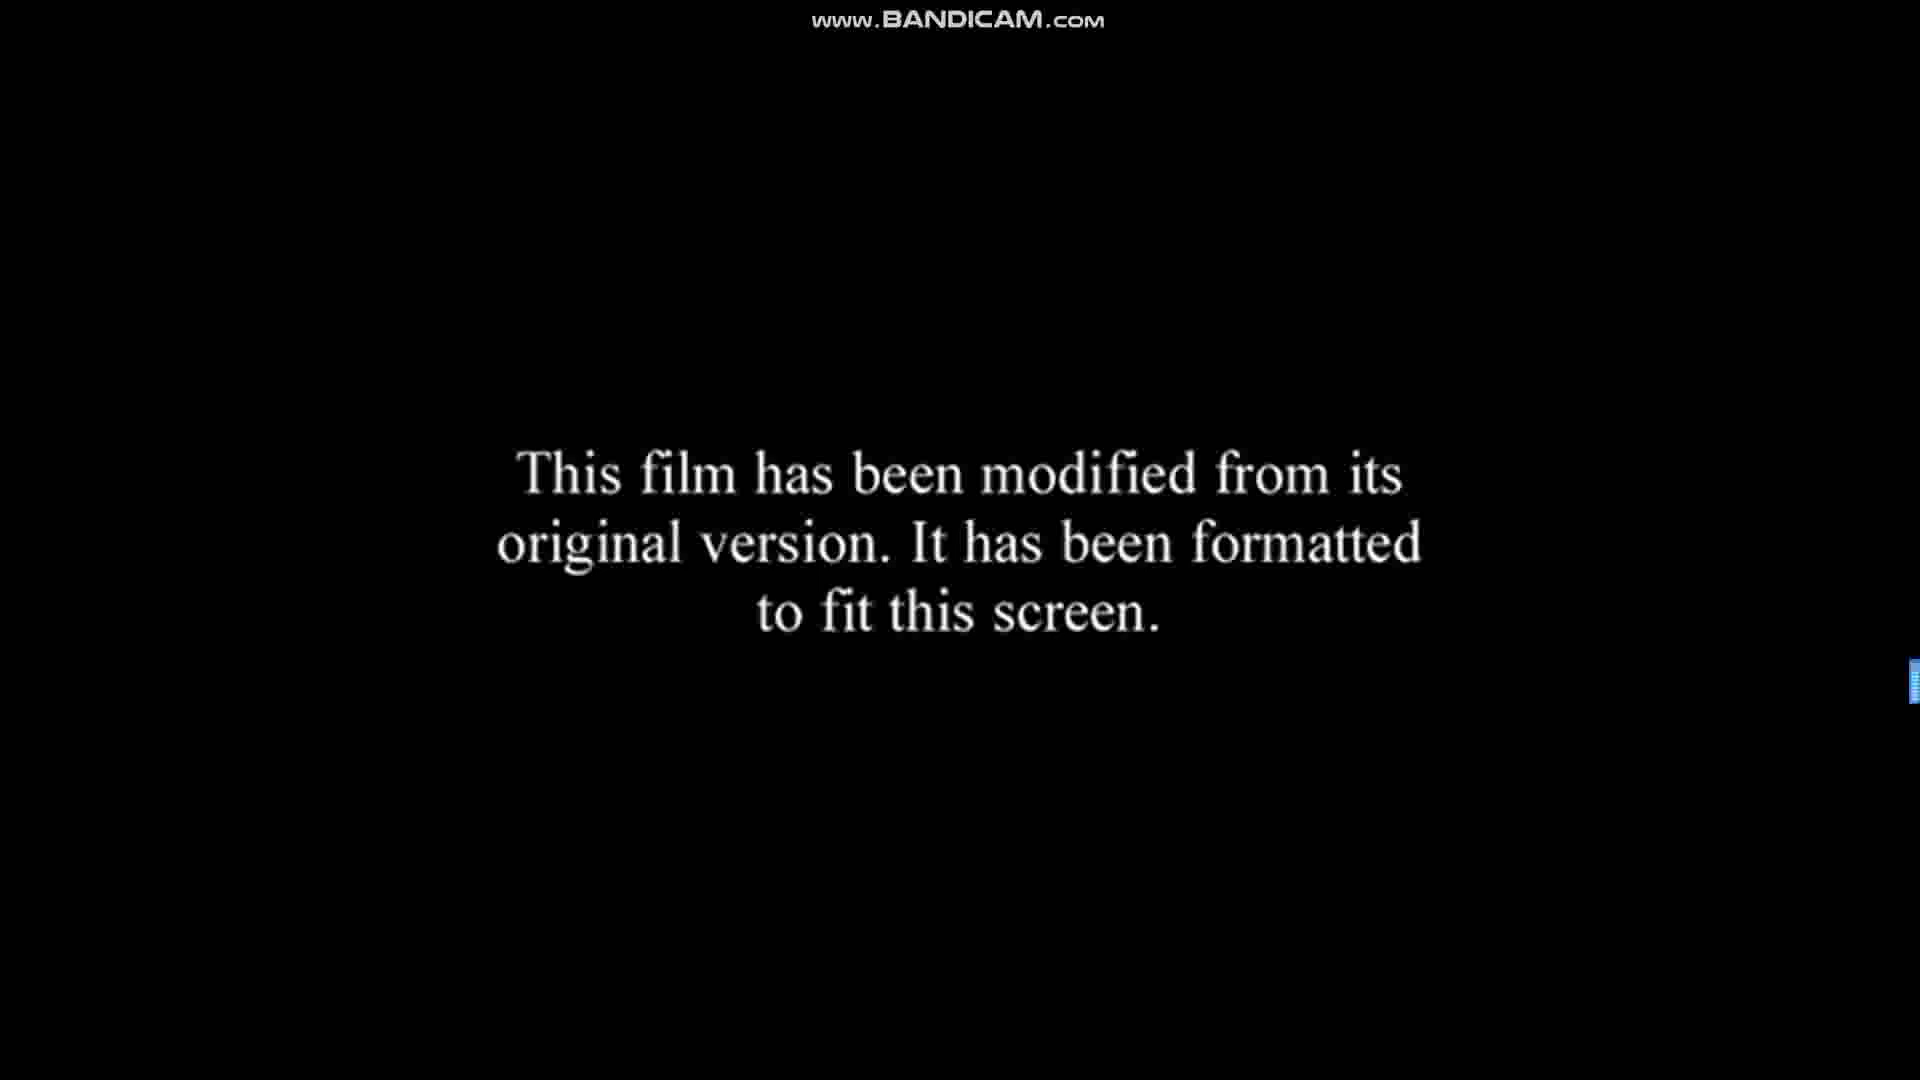 www.BANDICAM.com
This film has been modified from its
original version. It has been formatted
to fit this screen.